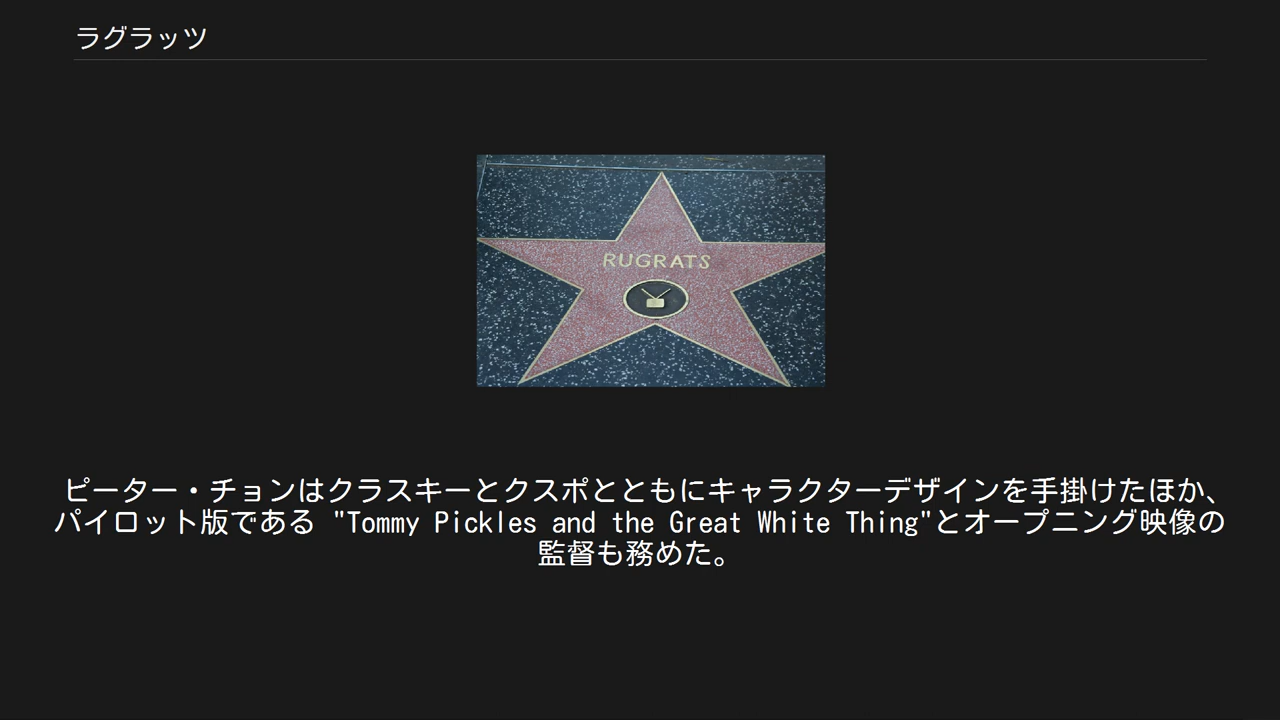 ラグラッツ
RUGRATS
ピーター・チョンはクラスキーとクスポとともにキャラクターデザインを手掛けたほか、
パイロット版である "Tommy Pickles and the Great White Thing"とオープニング映像の
監督も務めた。